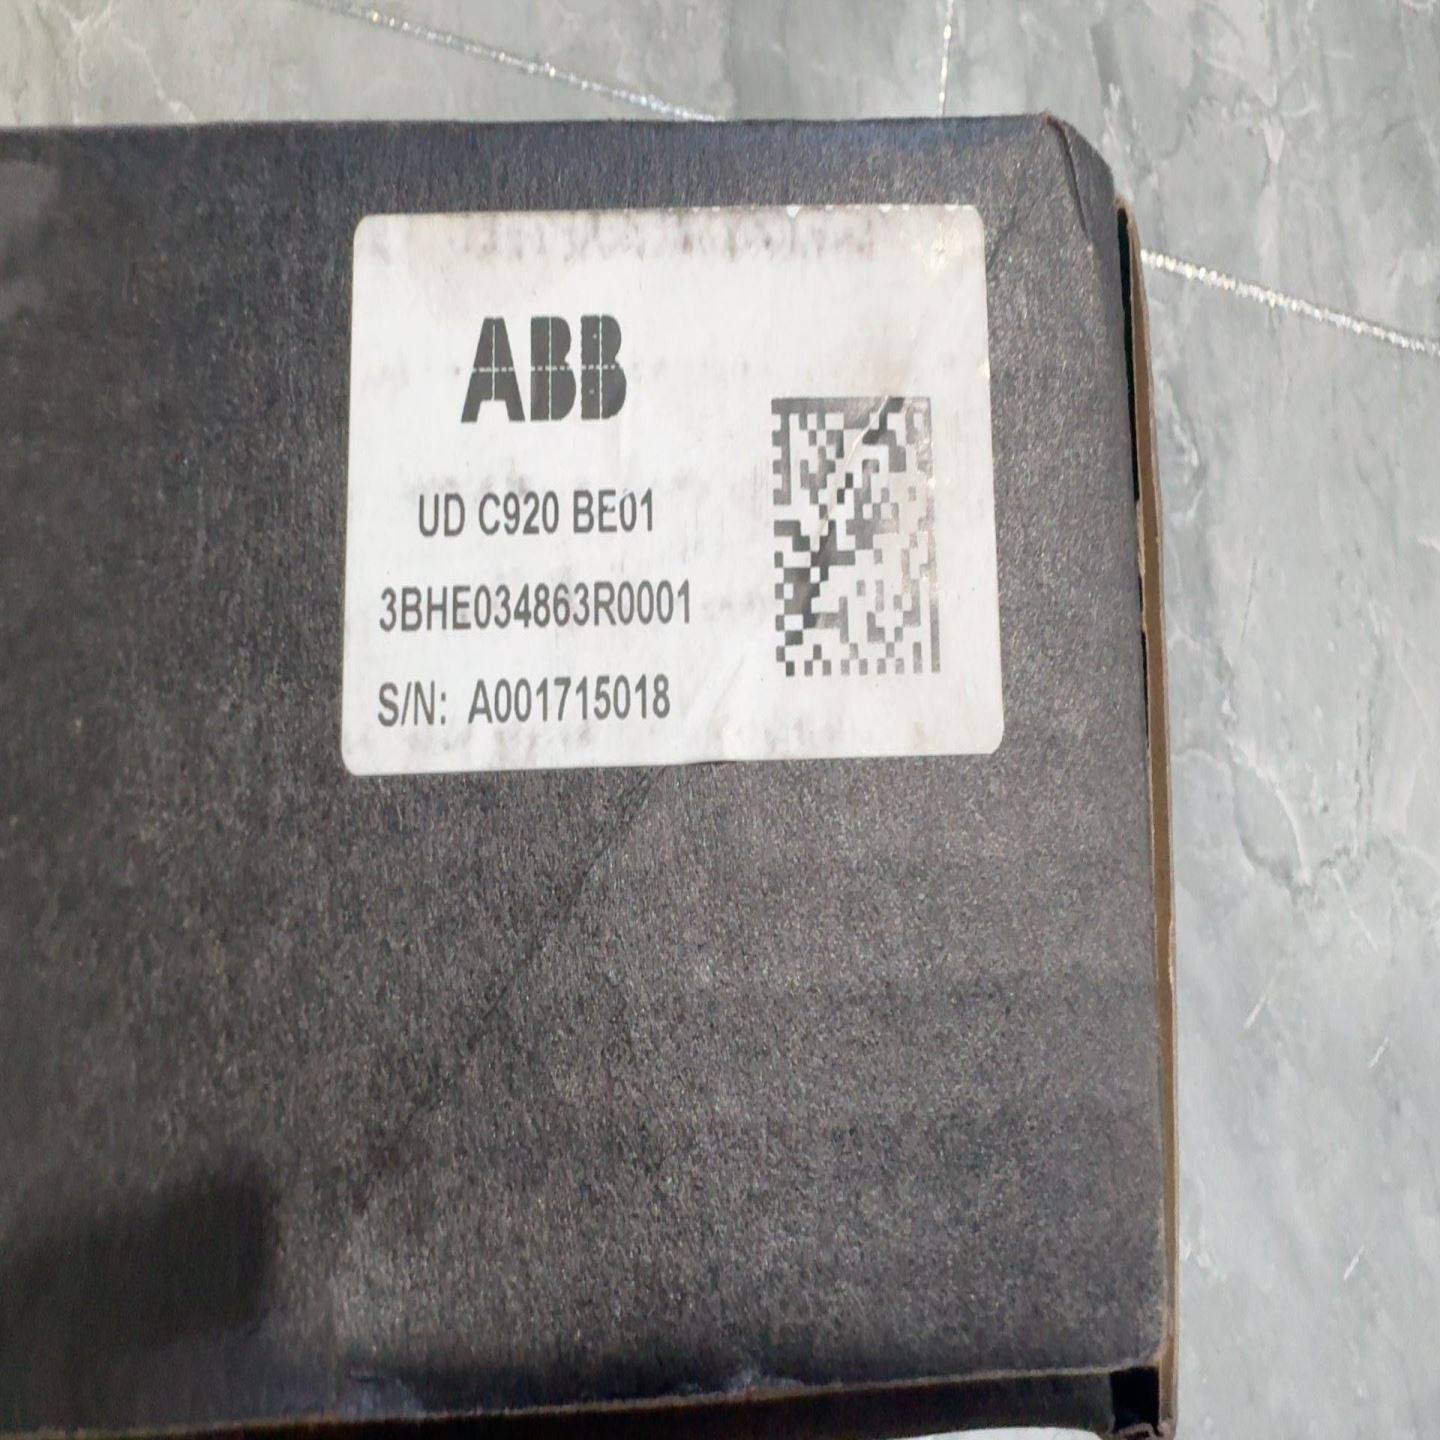 ABB
UD C920 BE01
3BHE034863R0001
S/N: A001715018